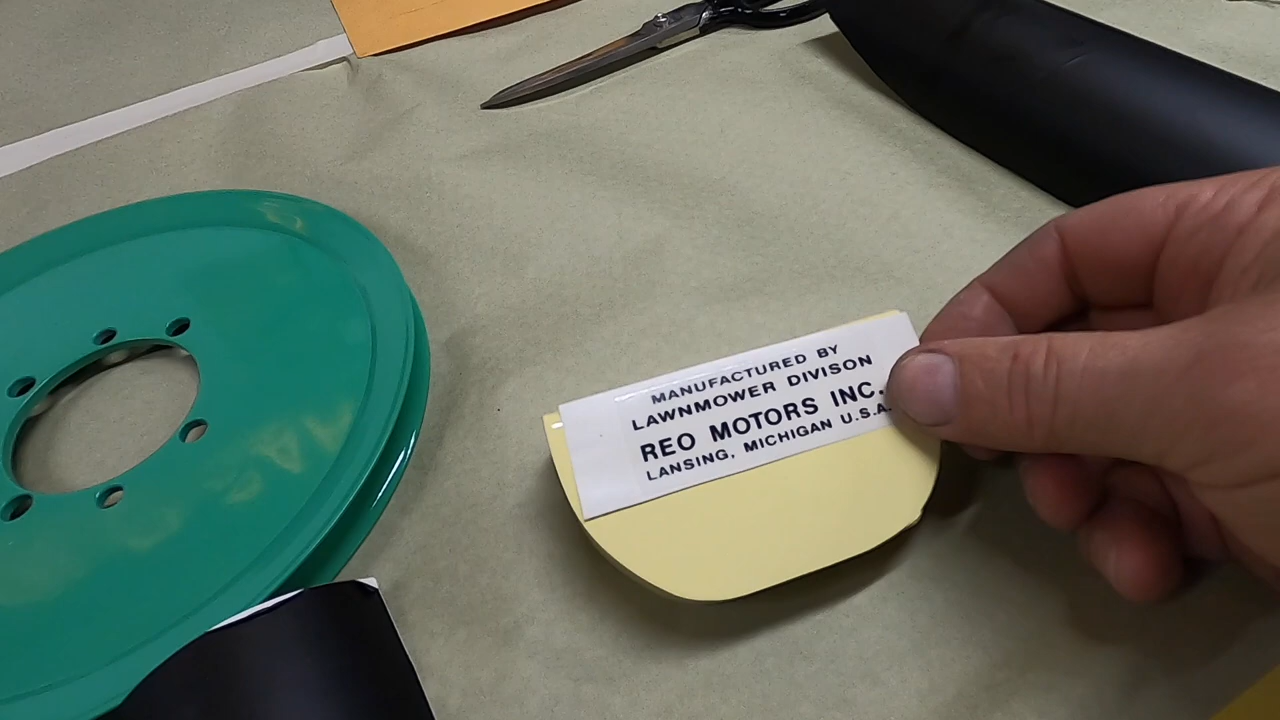 MANUFACTURED BY
LAWNMOWER DIVISON
REO MOTORS INC.
LANSING, MICHIGAN U.S.A.